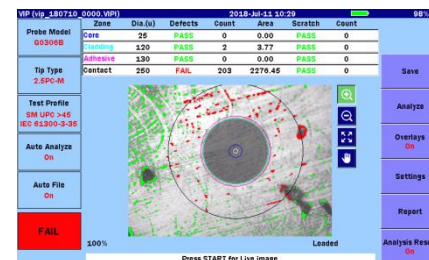 VIP (vip_180710_0000.VIPI) 2018-Jul-11 10:29 98%
Probe Model
G0306B
Tip Type
2.5PC-M
Test Profile
SM UPC >45
IEC 61300-3-35
Auto Analyze
On
Auto File
On
FAIL
Zone Dia.(u) Defects Count Area Scratch Count
Core 25 PASS 0 0.00 PASS 0
Cladding 120 PASS 2 3.77 PASS 0
Adhesive 130 PASS 0 0.00 PASS 0
Contact 250 FAIL 203 2276.45 PASS 0
100% Loaded
Press START for Live image
Save
Analyze
Overlays
On
Settings
Report
Analysis Resu
On